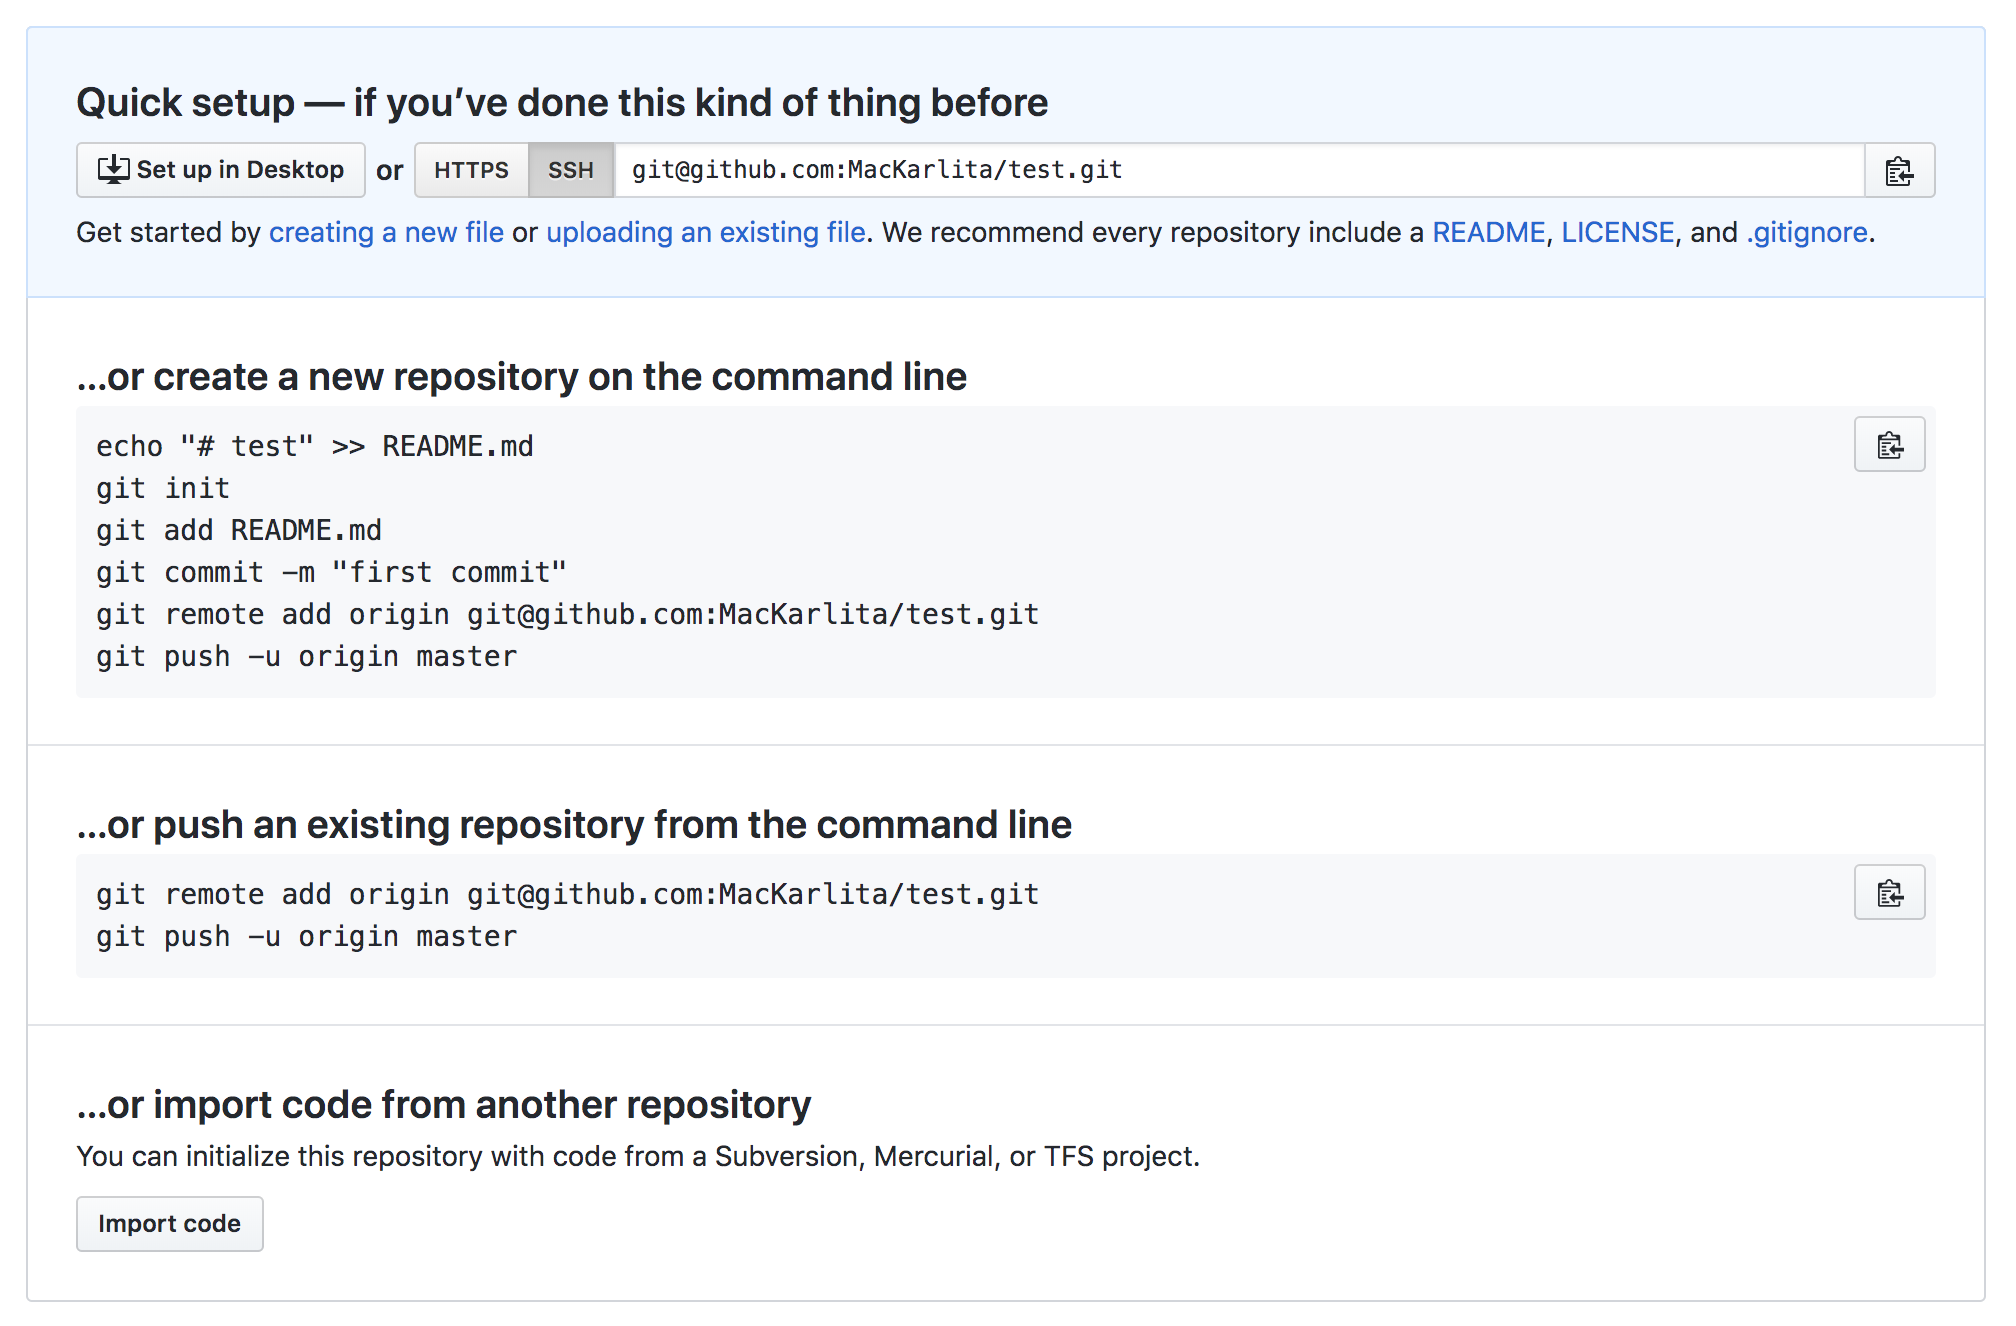 Quick setup — if you’ve done this kind of thing before
Set up in Desktop or HTTPS SSH git@github.com:MacKarlita/test.git
Get started by creating a new file or uploading an existing file. We recommend every repository include a README, LICENSE, and .gitignore.
…or create a new repository on the command line
echo "# test" >> README.md
git init
git add README.md
git commit -m "first commit"
git remote add origin git@github.com:MacKarlita/test.git
git push -u origin master
…or push an existing repository from the command line
git remote add origin git@github.com:MacKarlita/test.git
git push -u origin master
…or import code from another repository
You can initialize this repository with code from a Subversion, Mercurial, or TFS project.
Import code